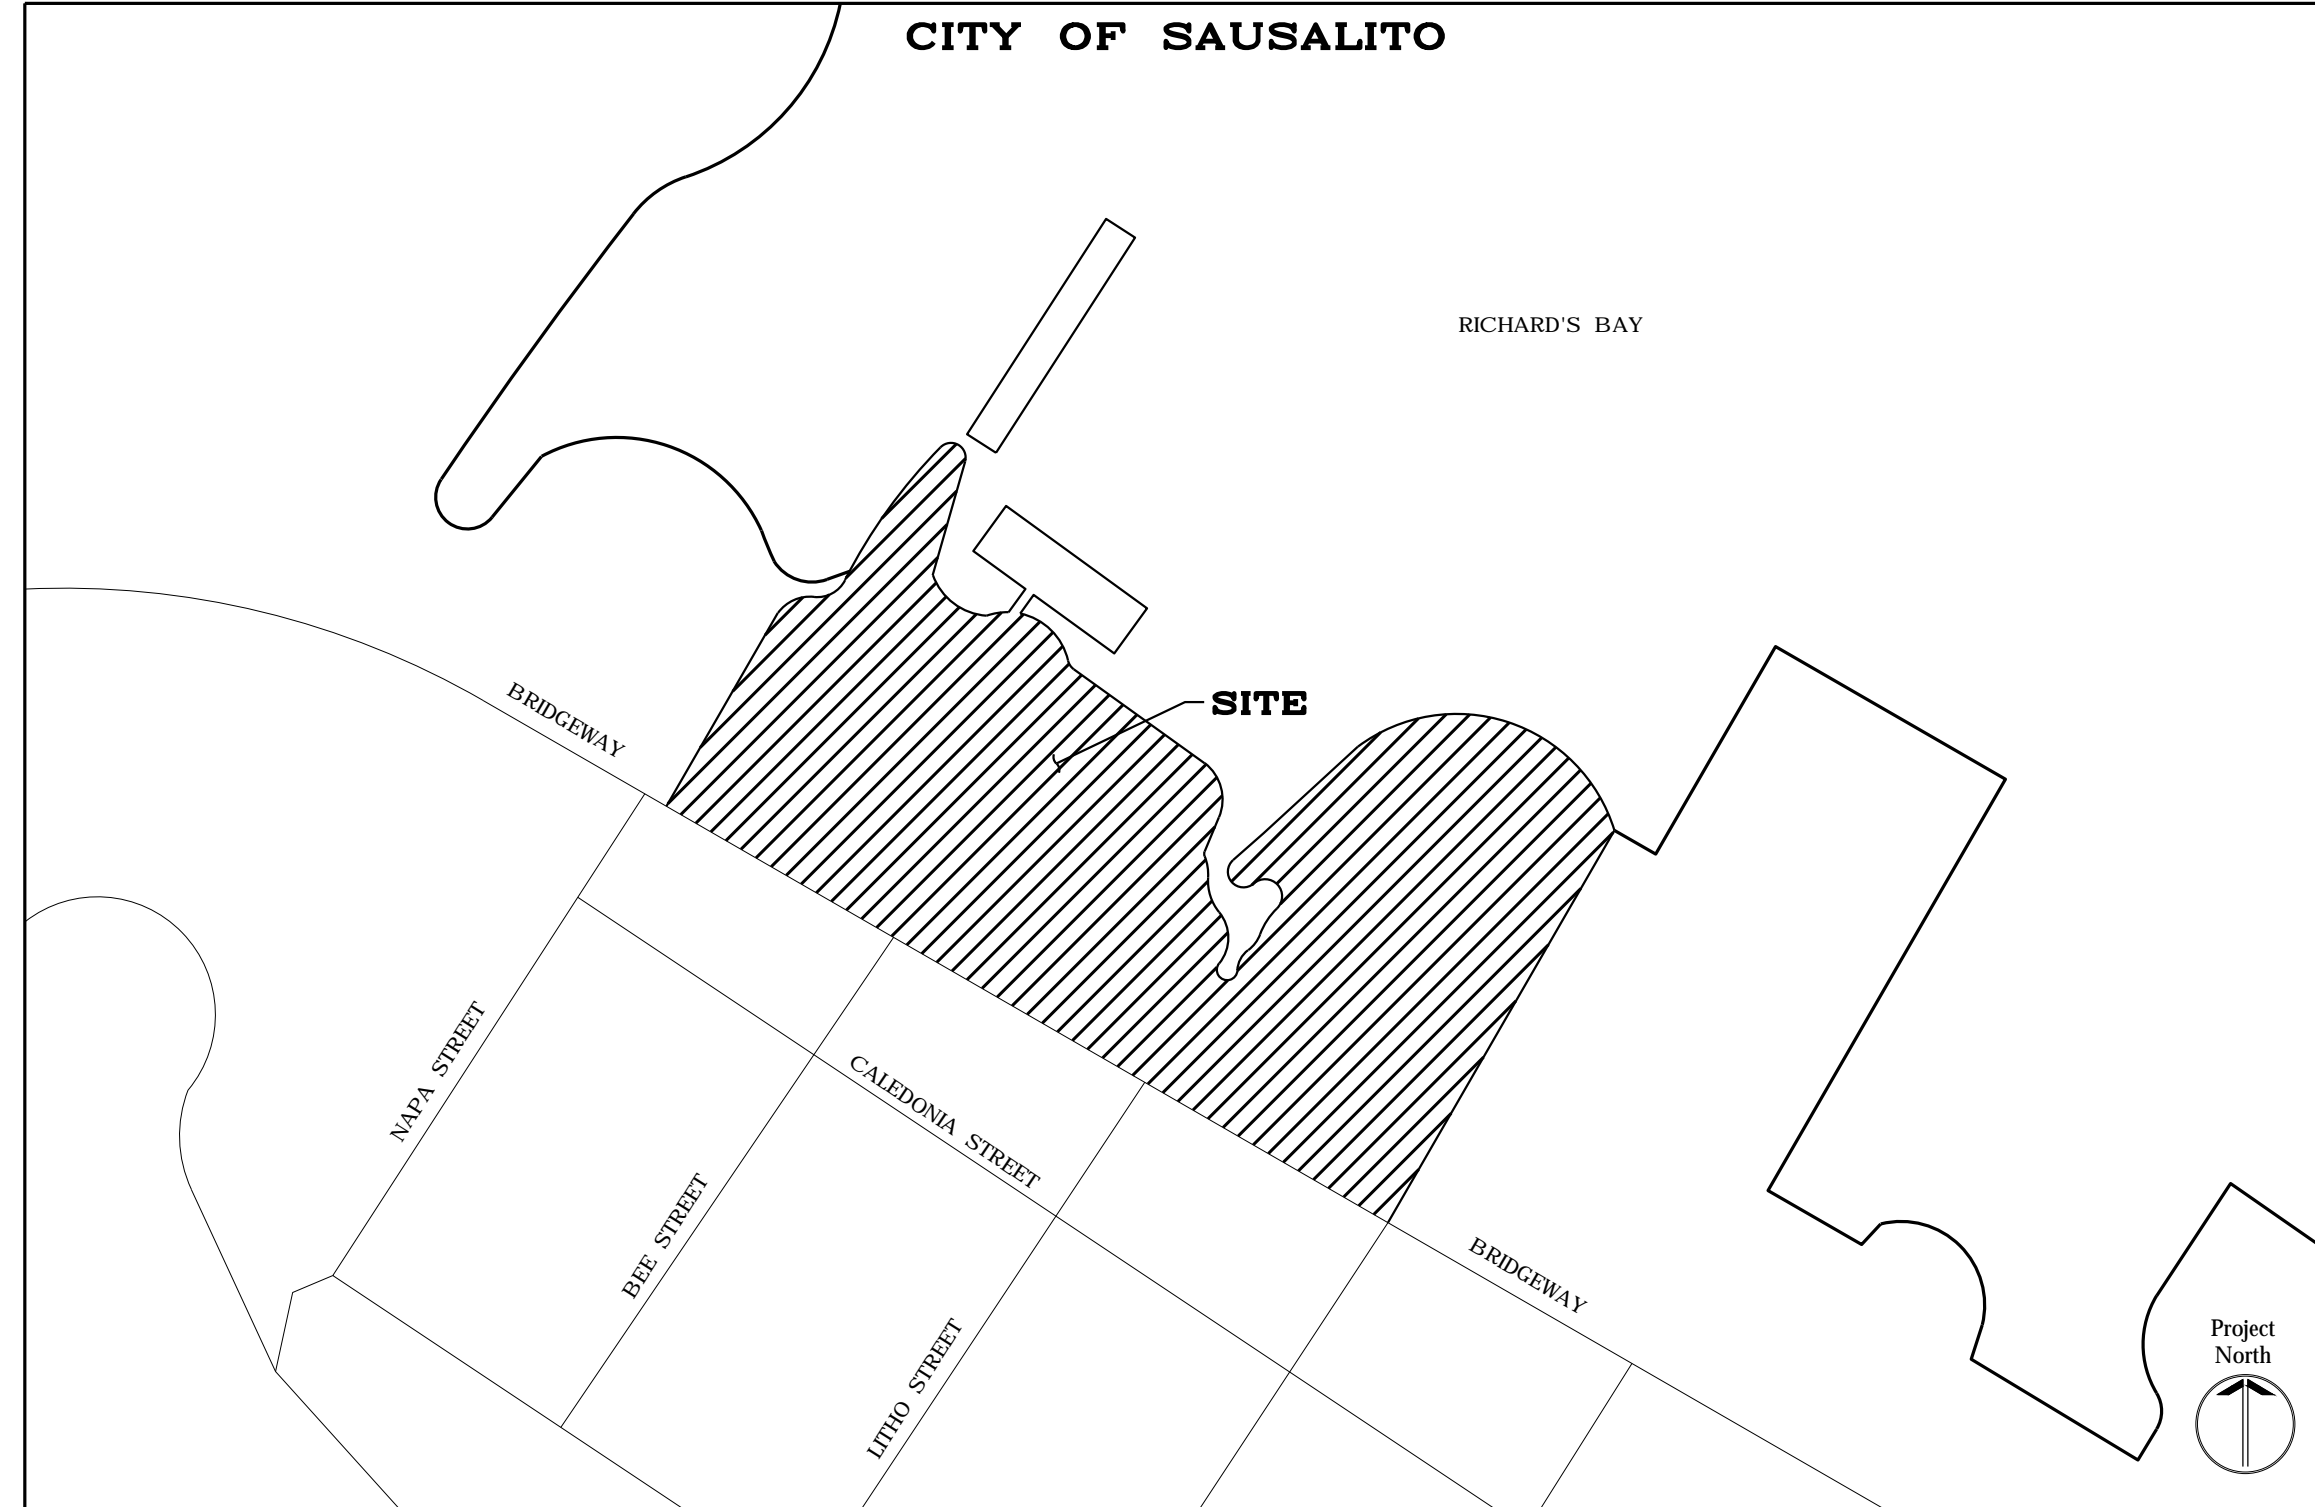 CITY OF SAUSALITO
RICHARD'S BAY
SITE
BRIDGEWAY
NAPA STREET
CALEDONIA STREET
BEE STREET
LITHO STREET
BRIDGEWAY
Project
North